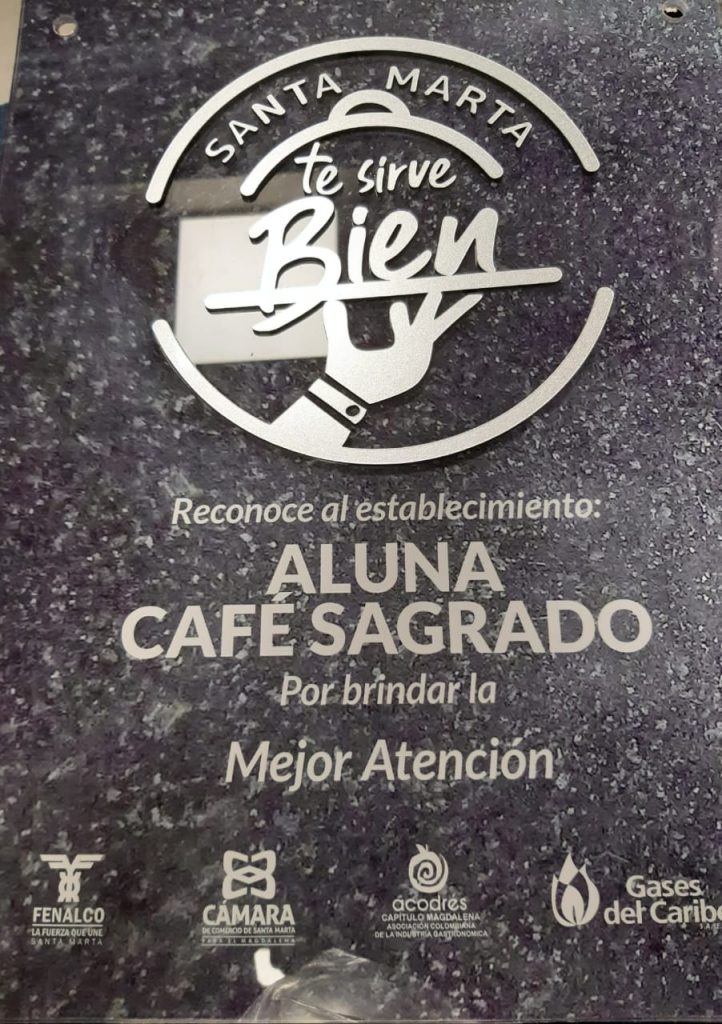 SANTA MARTA
te sirve
Bien
Reconoce al establecimiento:
ALUNA
CAFÉ SAGRADO
Por brindar la
Mejor Atención
FENALCO
LA FUERZA QUE UNE
SANTA MARTA
CÁMARA
DE COMERCIO DE SANTA MARTA
PARA EL MAGDALENA
acodres
CAPÍTULO MAGDALENA
ASOCIACIÓN COLOMBIANA
DE LA INDUSTRIA GASTRONÓMICA
Gases
del Caribe